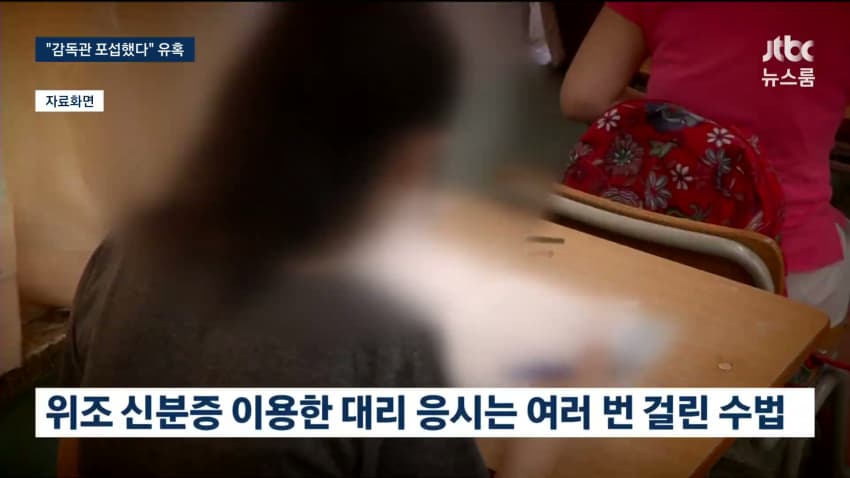 "감독관 포섭했다" 유혹
jtbc
뉴스룸
자료화면
위조 신분증 이용한 대리 응시는 여러 번 걸린 수법